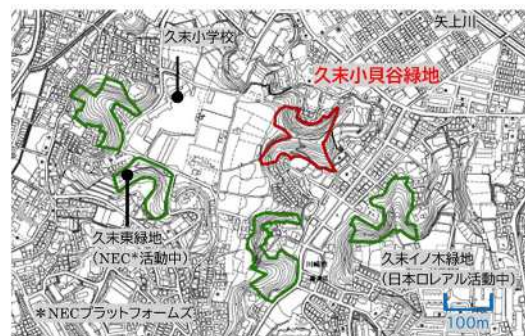 矢上川
久末小学校
久末小貝谷緑地
久末東緑地
(NEC*活動中)
久末イノ木緑地
(日本ロレアル活動中)
*NECプラットフォームズ
100m